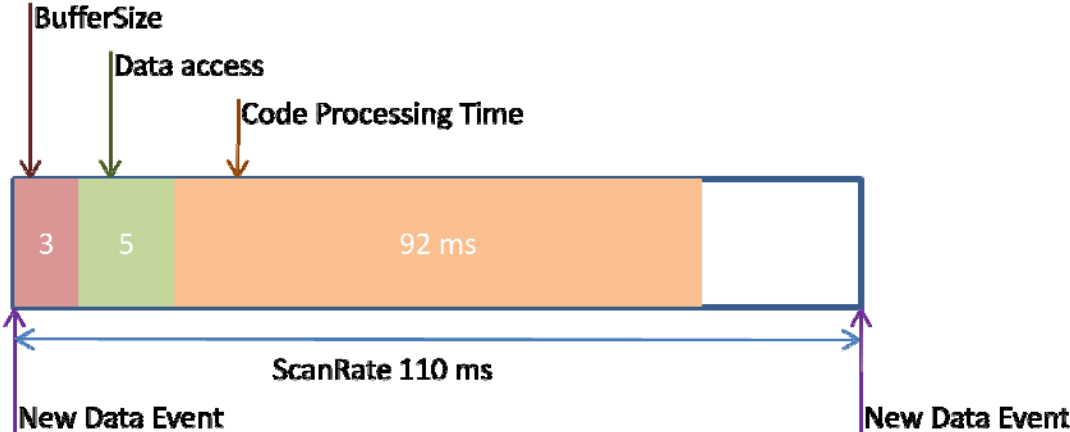 BufferSize
Data access
Code Processing Time
3
5
92 ms
ScanRate 110 ms
New Data Event
New Data Event